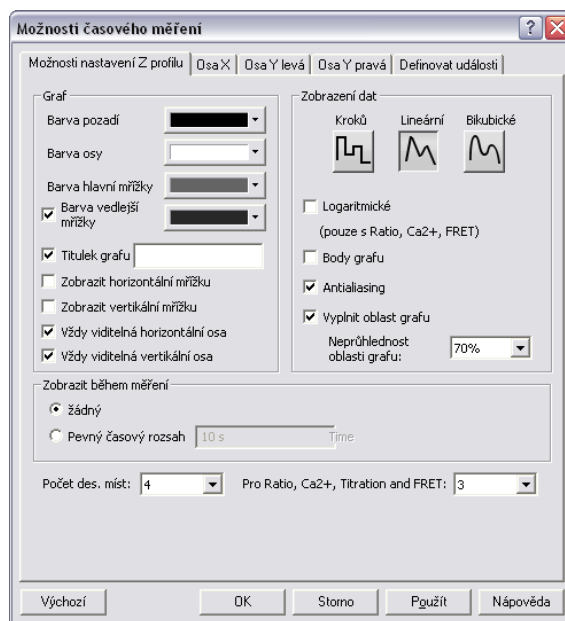 Možnosti časového měření
Možnosti nastavení Z profilu Osa X Osa Y levá Osa Y pravá Definovat události
Graf
Barva pozadí
Barva osy
Barva hlavní mřížky
Barva vedlejší
mřížky
Titulek grafu
Zobrazit horizontální mřížku
Zobrazit vertikální mřížku
Vždy viditelná horizontální osa
Vždy viditelná vertikální osa
Zobrazení dat
Kroků Lineární Bikubické
Logaritmické
(pouze s Ratio, Ca2+, FRET)
Body grafu
Antialiasing
Vyplnit oblast grafu
Neprůhlednost
oblasti grafu: 70%
Zobrazit během měření
žádný
Pevný časový rozsah 10 s Time
Počet des. míst: 4 Pro Ratio, Ca2+, Titration and FRET: 3
Výchozí OK Storno Použít Nápověda